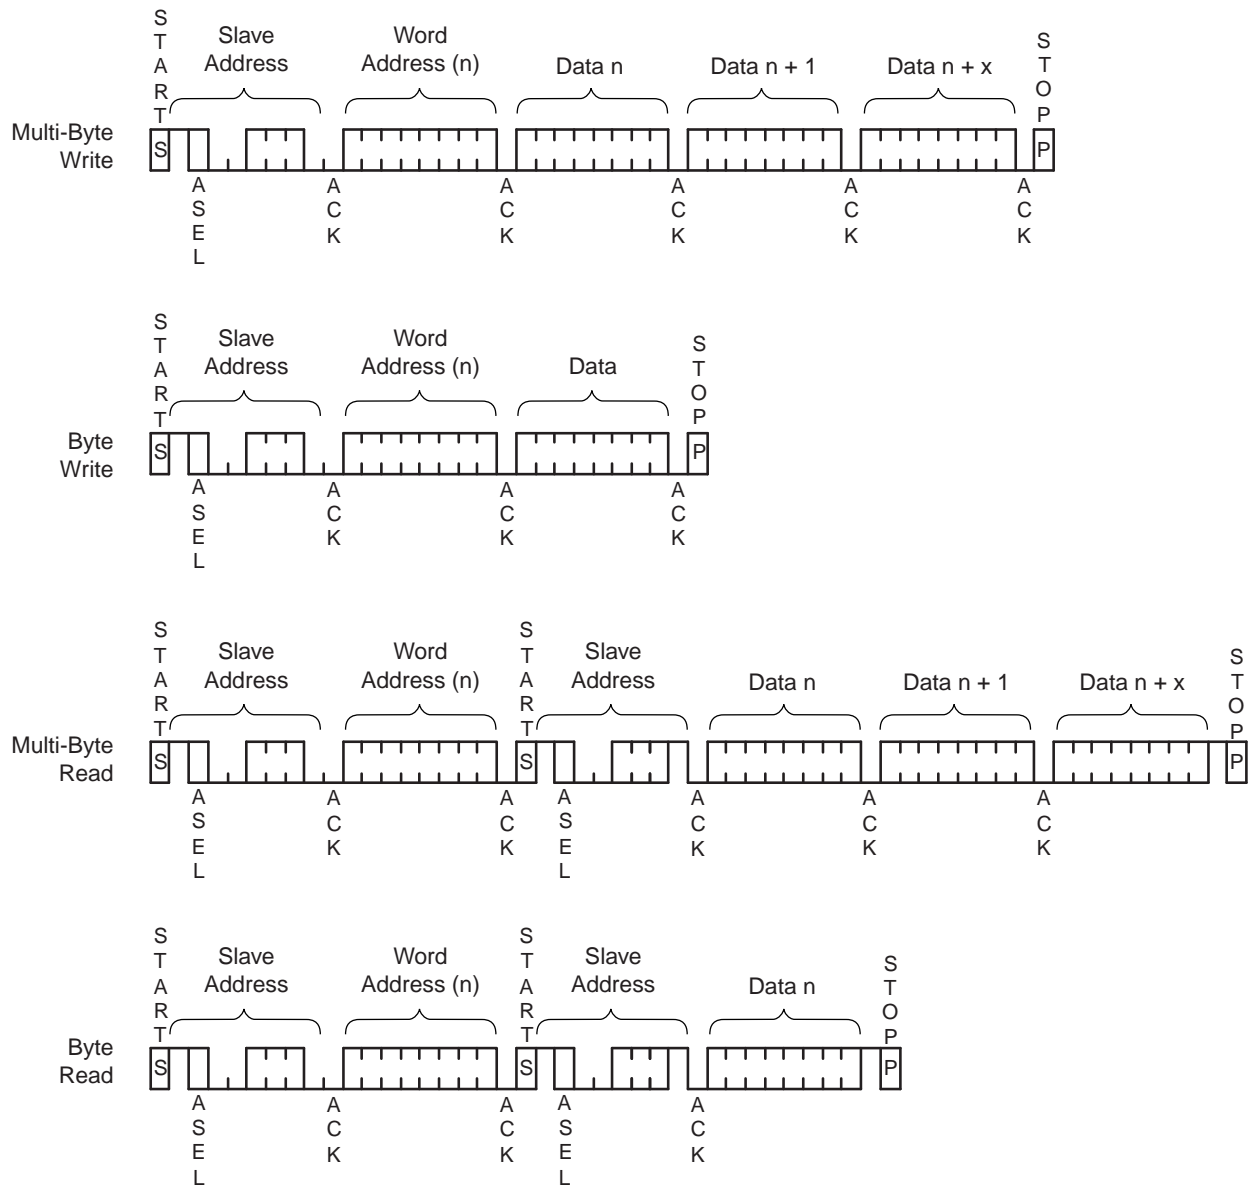 START
Slave
Address
Word
Address (n)
Data n
Data n + 1
Data n + x
STOP
Multi-Byte
Write
S
P
ASEL
ACK
ACK
ACK
ACK
ACK
START
Slave
Address
Word
Address (n)
Data
STOP
Byte
Write
S
P
ASEL
ACK
ACK
ACK
START
Slave
Address
Word
Address (n)
START
Slave
Address
Data n
Data n + 1
Data n + x
STOP
Multi-Byte
Read
S
S
P
ASEL
ACK
ACK
ASEL
ACK
ACK
ACK
START
Slave
Address
Word
Address (n)
START
Slave
Address
Data n
STOP
Byte
Read
S
S
P
ASEL
ACK
ACK
ASEL
ACK